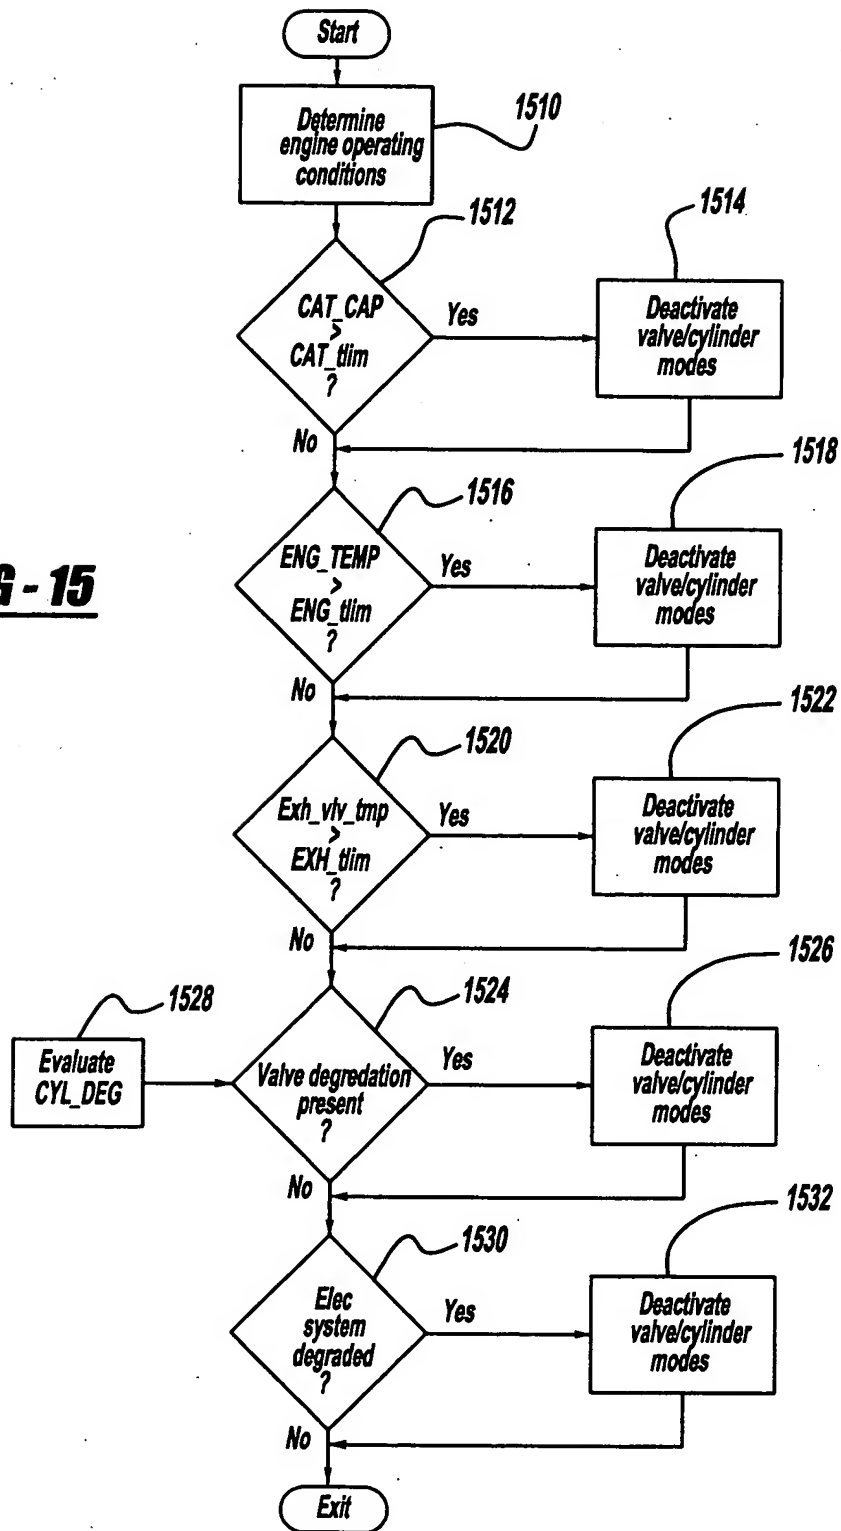 Start
Determine
engine operating
conditions
1510
1512
CAT_CAP
>
CAT_tlim
?
Yes
1514
Deactivate
valve/cylinder
modes
No
1516
ENG_TEMP
>
ENG_tlim
?
Yes
1518
Deactivate
valve/cylinder
modes
G - 15
No
1520
Exh_vlv_tmp
>
EXH_tlim
?
Yes
1522
Deactivate
valve/cylinder
modes
No
1528
Evaluate
CYL_DEG
1524
Valve degredation
present
?
Yes
1526
Deactivate
valve/cylinder
modes
No
1530
Elec
system
degraded
?
Yes
1532
Deactivate
valve/cylinder
modes
No
Exit